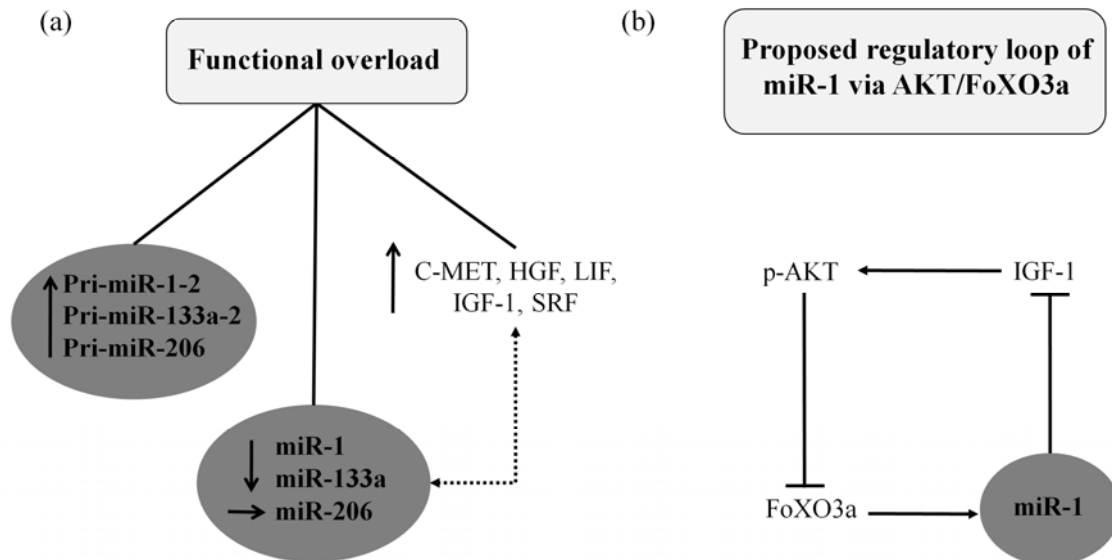 (a)
Functional overload
Pri-miR-1-2
Pri-miR-133a-2
Pri-miR-206
C-MET, HGF, LIF,
IGF-1, SRF
miR-1
miR-133a
miR-206
(b)
Proposed regulatory loop of
miR-1 via AKT/FoXO3a
p-AKT
IGF-1
FoXO3a
miR-1